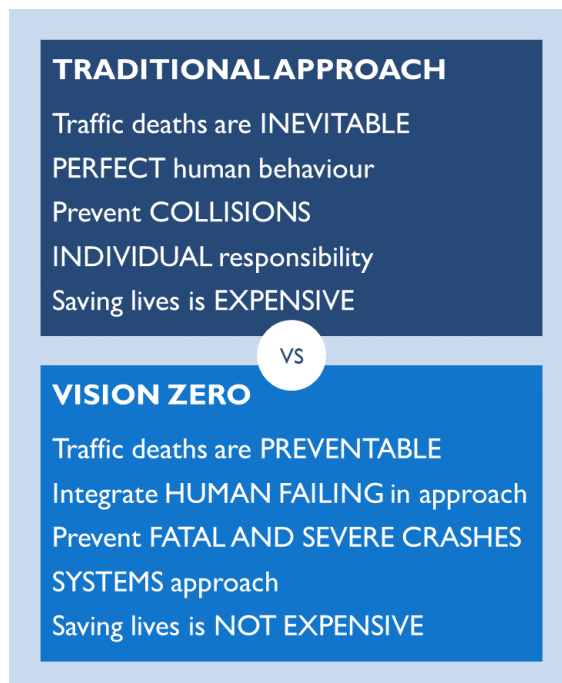 TRADITIONAL APPROACH
Traffic deaths are INEVITABLE
PERFECT human behaviour
Prevent COLLISIONS
INDIVIDUAL responsibility
Saving lives is EXPENSIVE
VS
VISION ZERO
Traffic deaths are PREVENTABLE
Integrate HUMAN FAILING in approach
Prevent FATAL AND SEVERE CRASHES
SYSTEMS approach
Saving lives is NOT EXPENSIVE